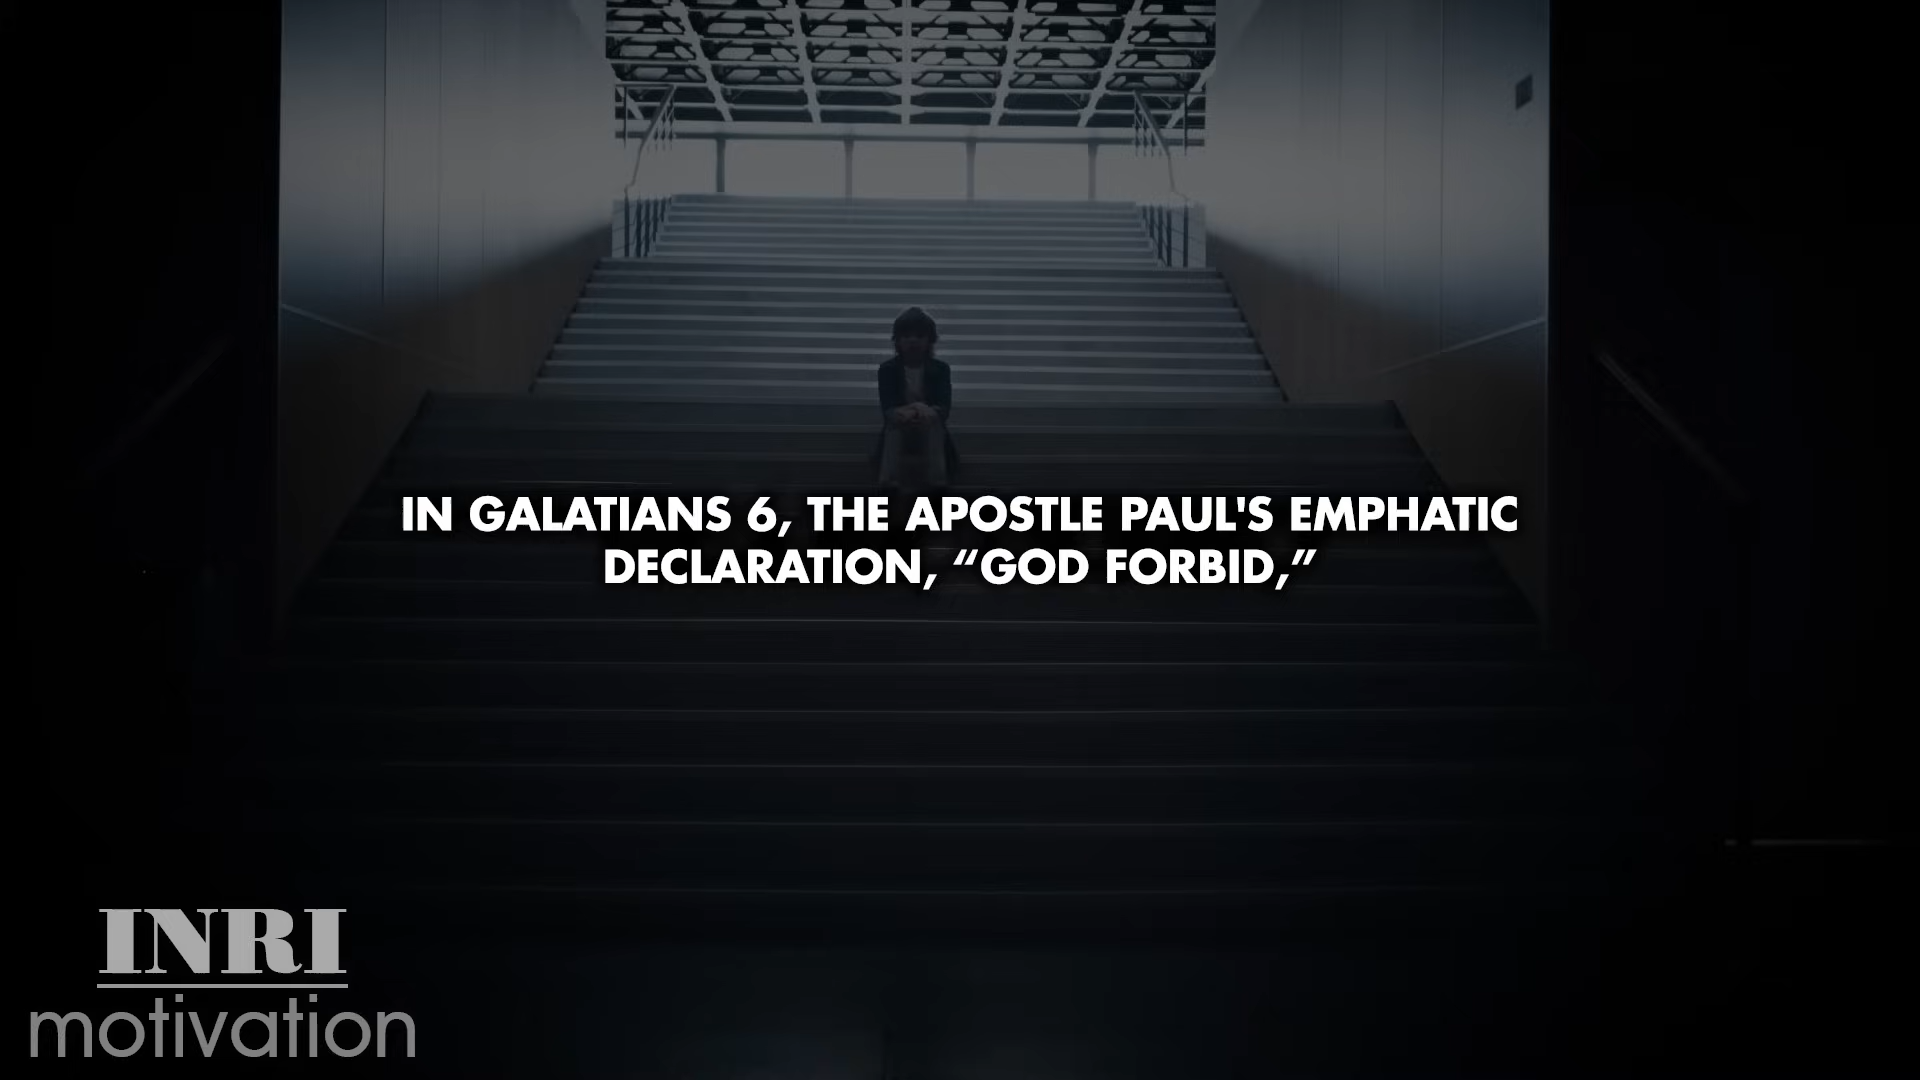 IN GALATIANS 6, THE APOSTLE PAUL'S EMPHATIC
DECLARATION, “GOD FORBID,”
INRI
motivation